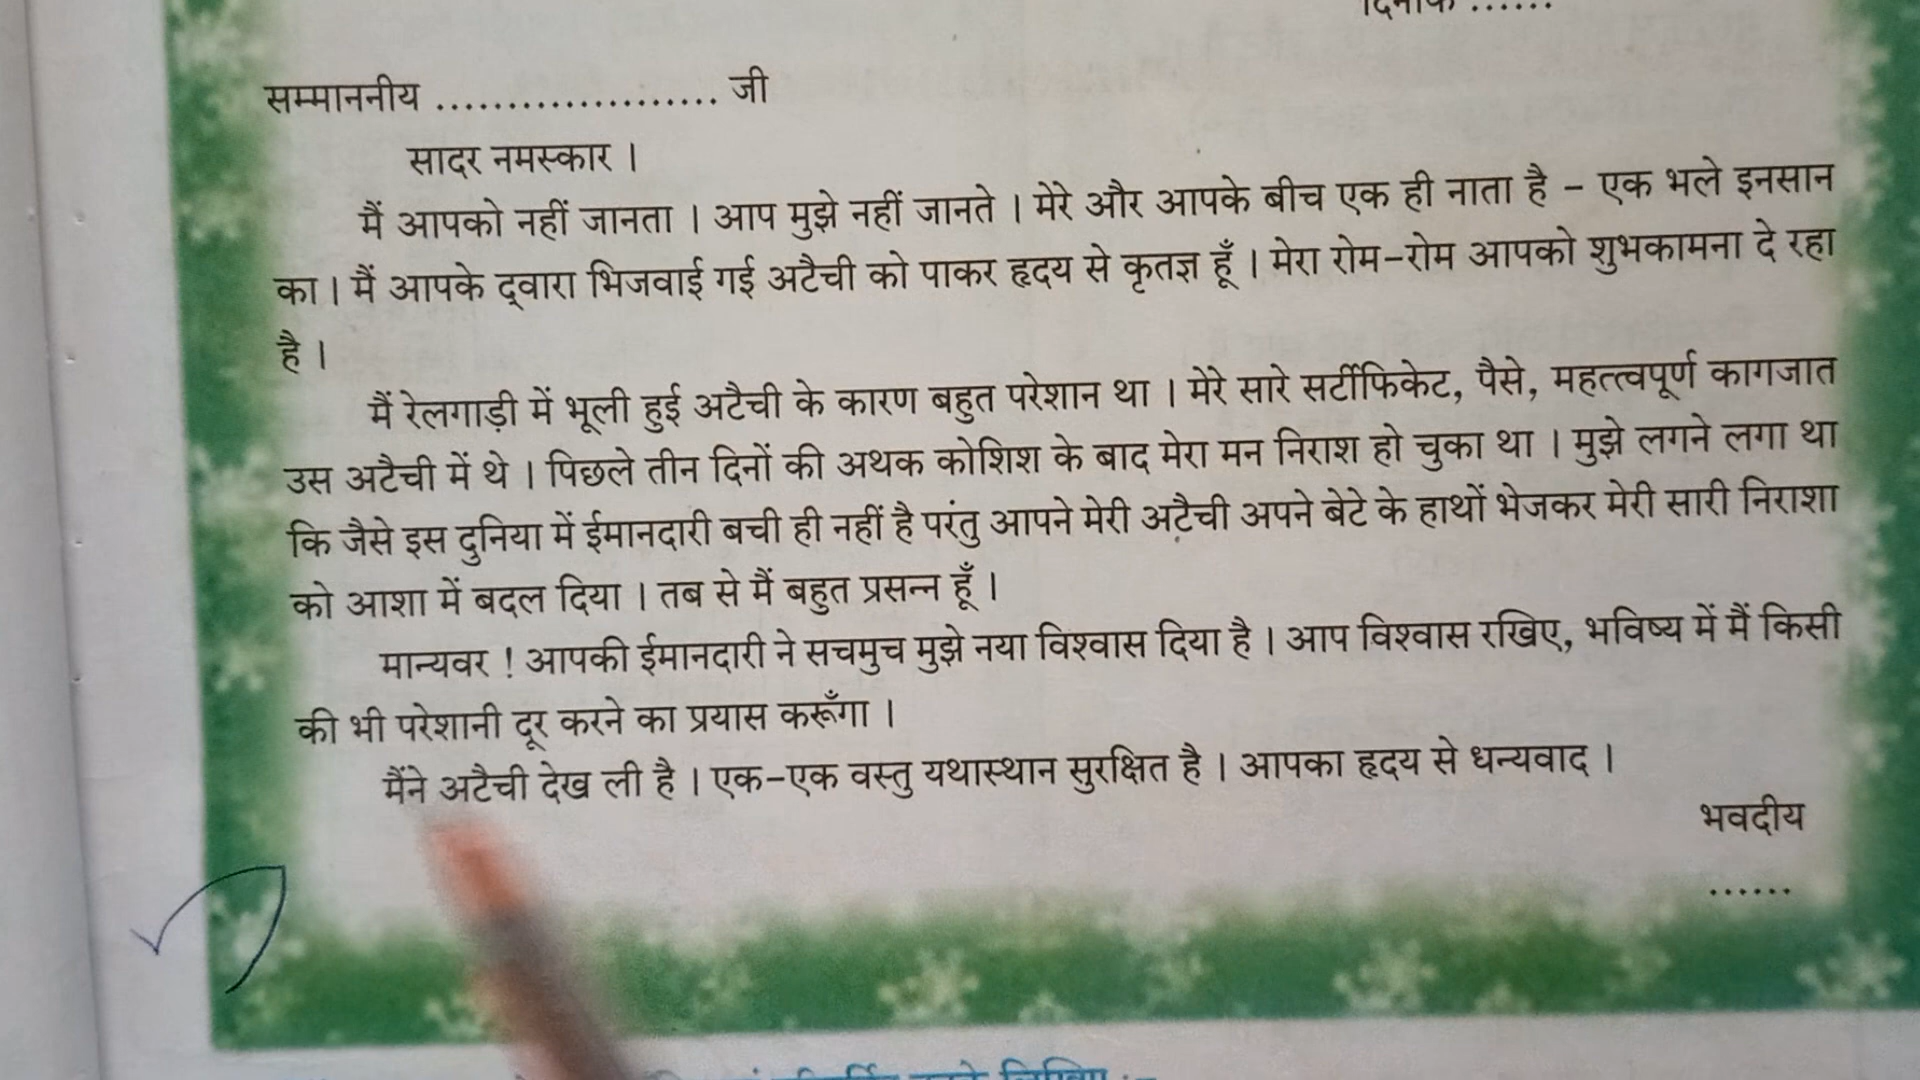 दिनांक ......
सम्माननीय .................... जी
सादर नमस्कार ।
मैं आपको नहीं जानता । आप मुझे नहीं जानते । मेरे और आपके बीच एक ही नाता है – एक भले इनसान
का । मैं आपके द्‌वारा भिजवाई गई अटैची को पाकर हृदय से कृतज्ञ हूँ । मेरा रोम-रोम आपको शुभकामना दे रहा
है ।
मैं रेलगाड़ी में भूली हुई अटैची के कारण बहुत परेशान था । मेरे सारे सर्टीफिकेट, पैसे, महत्त्वपूर्ण कागजात
उस अटैची में थे । पिछले तीन दिनों की अथक कोशिश के बाद मेरा मन निराश हो चुका था । मुझे लगने लगा था
कि जैसे इस दुनिया में ईमानदारी बची ही नहीं है परंतु आपने मेरी अटैची अपने बेटे के हाथों भेजकर मेरी सारी निराशा
को आशा में बदल दिया । तब से मैं बहुत प्रसन्न हूँ ।
मान्यवर ! आपकी ईमानदारी ने सचमुच मुझे नया विश्वास दिया है । आप विश्वास रखिए, भविष्य में मैं किसी
की भी परेशानी दूर करने का प्रयास करूँगा ।
मैंने अटैची देख ली है । एक-एक वस्तु यथास्थान सुरक्षित है । आपका हृदय से धन्यवाद ।
भवदीय
......
लिखिए :-